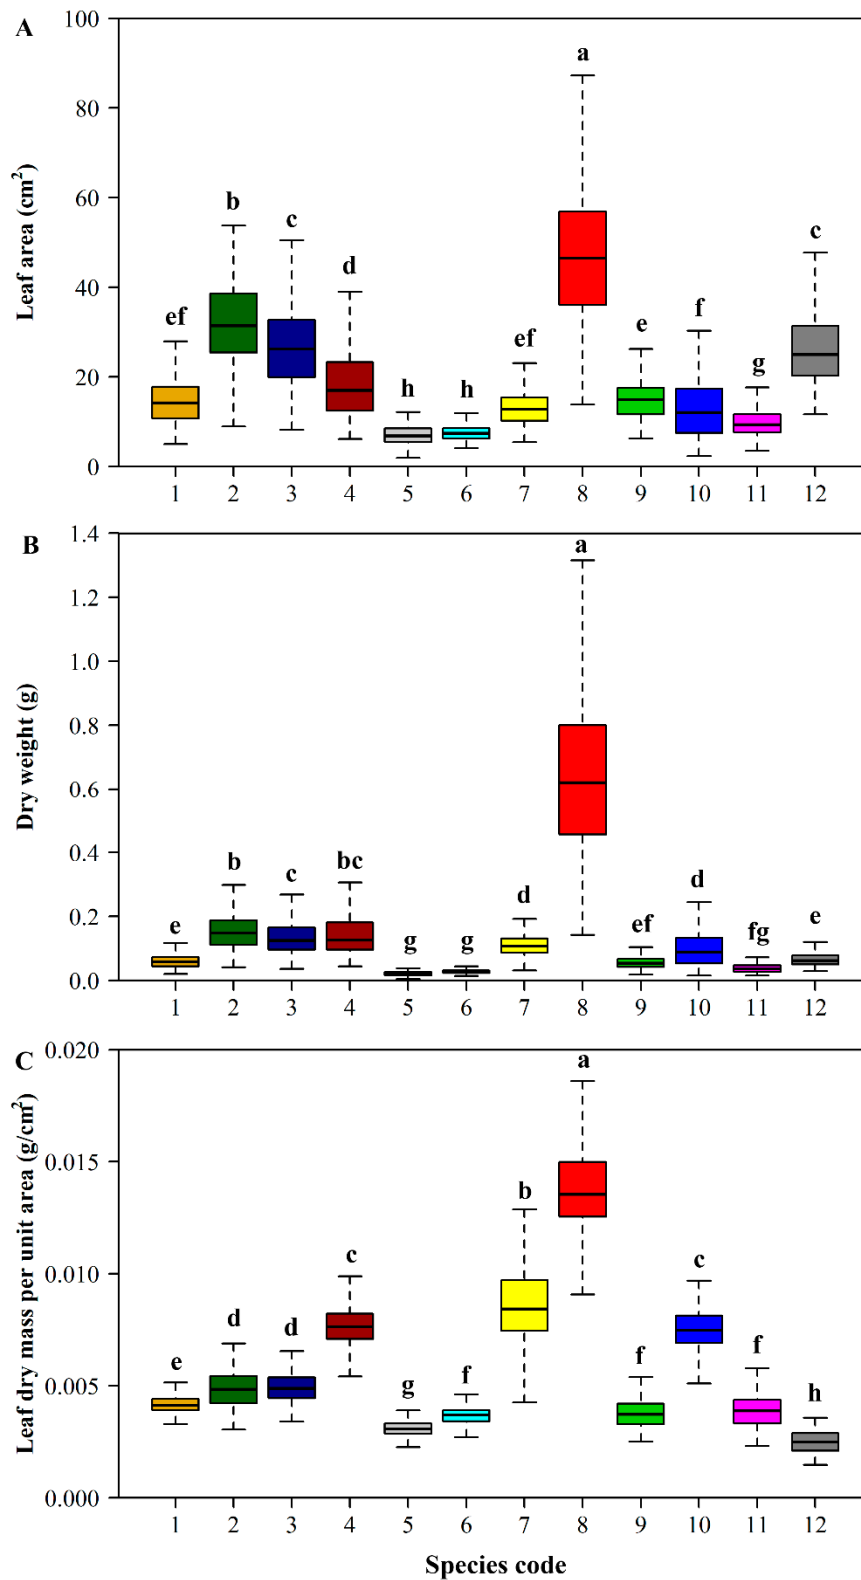 A
Leaf area (cm²)
100
80
60
40
20
0
ef
b
c
d
h
h
ef
a
e
f
g
c
1 2 3 4 5 6 7 8 9 10 11 12
B
Dry weight (g)
1.4
1.2
1.0
0.8
0.6
0.4
0.2
0.0
e
b
c
bc
g
g
d
a
ef
d
fg
e
1 2 3 4 5 6 7 8 9 10 11 12
C
Leaf dry mass per unit area (g/cm²)
0.020
0.015
0.010
0.005
0.000
e
d
d
c
g
f
b
a
f
c
f
h
1 2 3 4 5 6 7 8 9 10 11 12
Species code